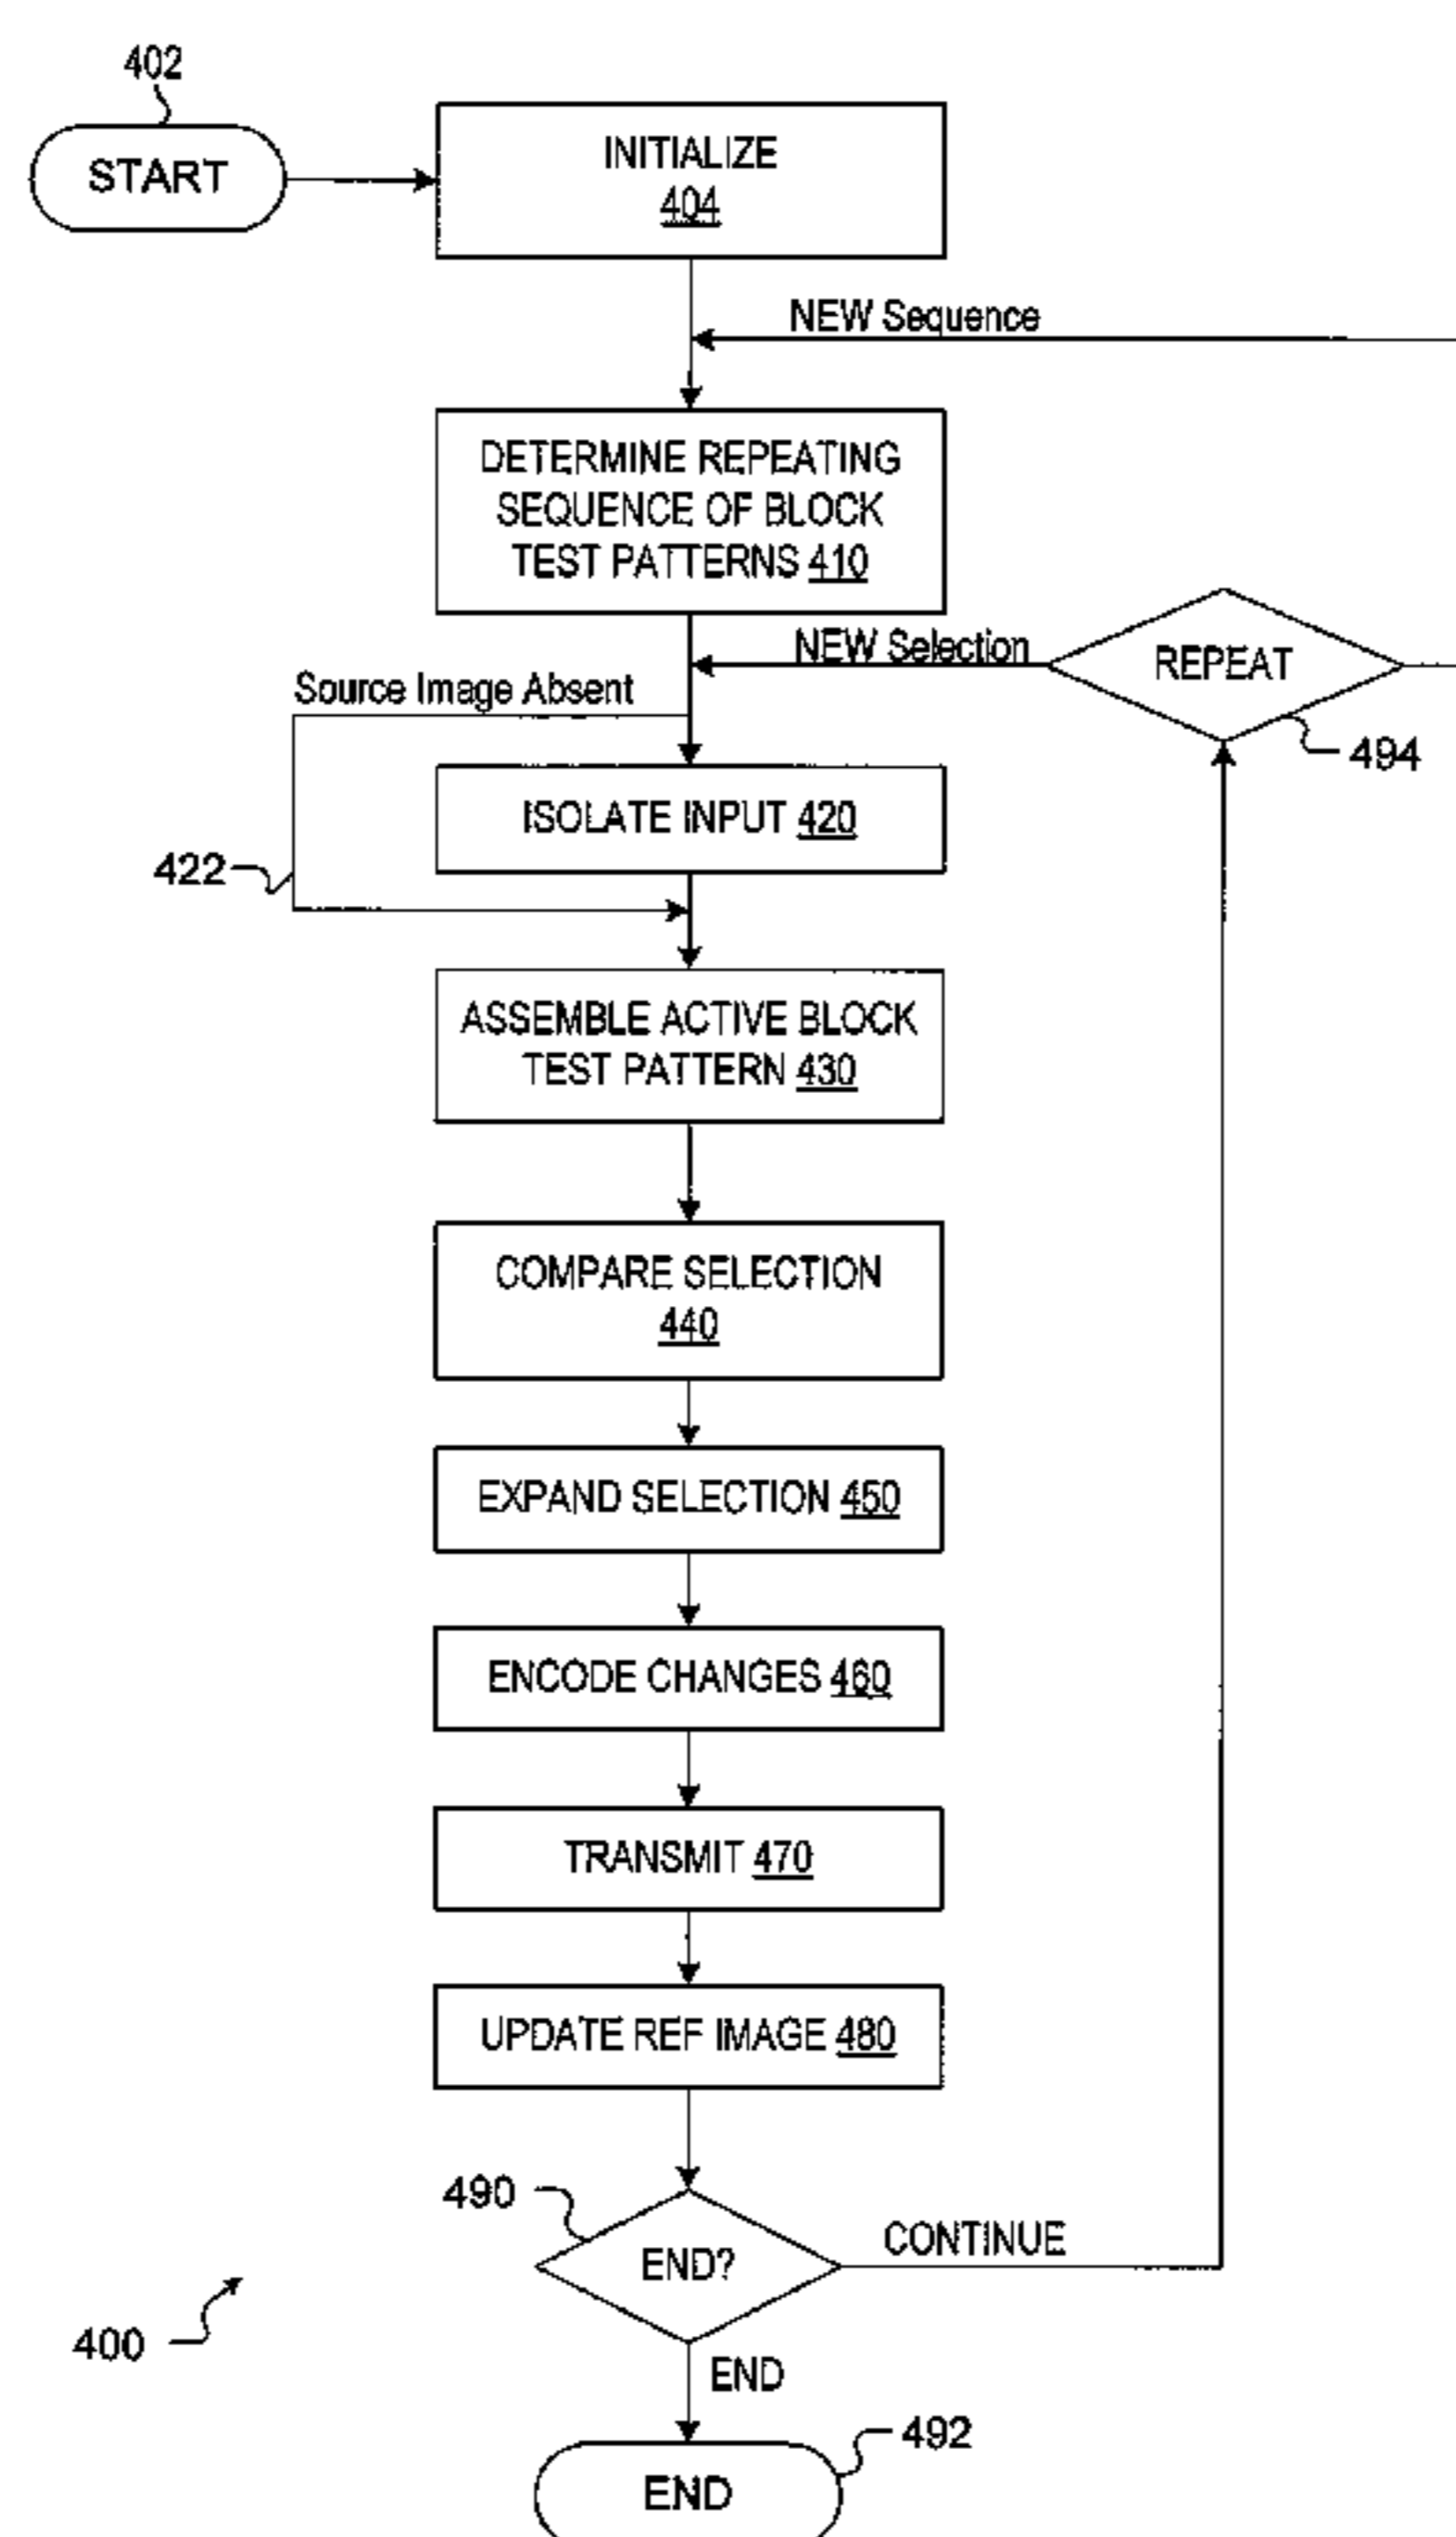 402
START
INITIALIZE
404
NEW Sequence
DETERMINE REPEATING
SEQUENCE OF BLOCK
TEST PATTERNS 410
NEW Selection
REPEAT
494
Source Image Absent
ISOLATE INPUT 420
422
ASSEMBLE ACTIVE BLOCK
TEST PATTERN 430
COMPARE SELECTION
440
EXPAND SELECTION 450
ENCODE CHANGES 460
TRANSMIT 470
UPDATE REF IMAGE 480
490
END?
CONTINUE
400
END
492
END